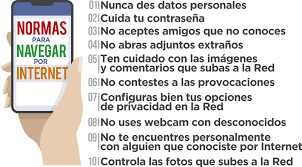 NORMAS
PARA
NAVEGAR
POR
INTERNET
01| Nunca des datos personales
02| Cuida tu contraseña
03| No aceptes amigos que no conoces
04| No abras adjuntos extraños
05| Ten cuidado con las imágenes
y comentarios que subas a la Red
06| No contestes a las provocaciones
07| Configuras bien tus opciones
de privacidad en la Red
08| No uses webcam con desconocidos
09| No te encuentres personalmente
con alguien que conociste por Internet
10| Controla las fotos que subes a la Red